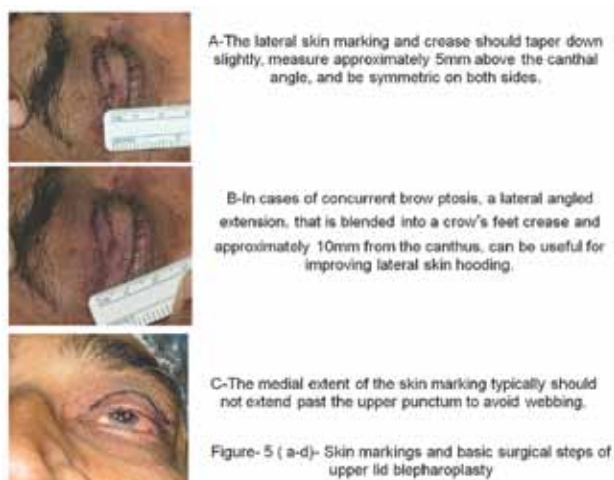 A-The lateral skin marking and crease should taper down
slightly, measure approximately 5mm above the canthal
angle, and be symmetric on both sides.
B-In cases of concurrent brow ptosis, a lateral angled
extension, that is blended into a crow's feet crease and
approximately 10mm from the canthus, can be useful for
improving lateral skin hooding.
C-The medial extent of the skin marking typically should
not extend past the upper punctum to avoid webbing.
Figure- 5 ( a-d)- Skin markings and basic surgical steps of
upper lid blepharoplasty